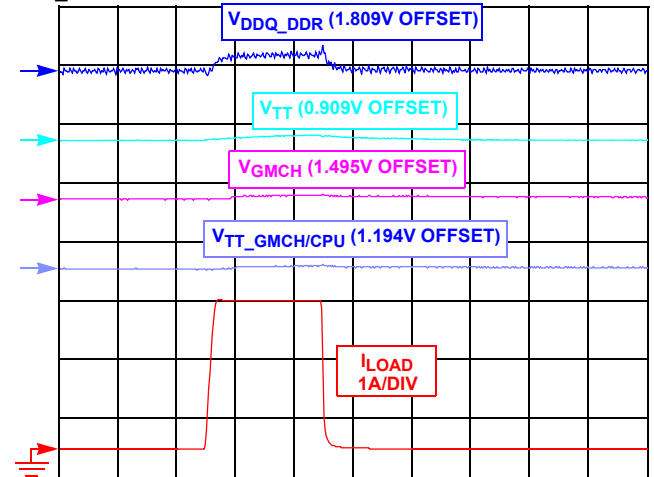 VDDQ_DDR (1.809V OFFSET)
VTT (0.909V OFFSET)
VGMCH (1.495V OFFSET)
VTT_GMCH/CPU (1.194V OFFSET)
ILOAD
1A/DIV